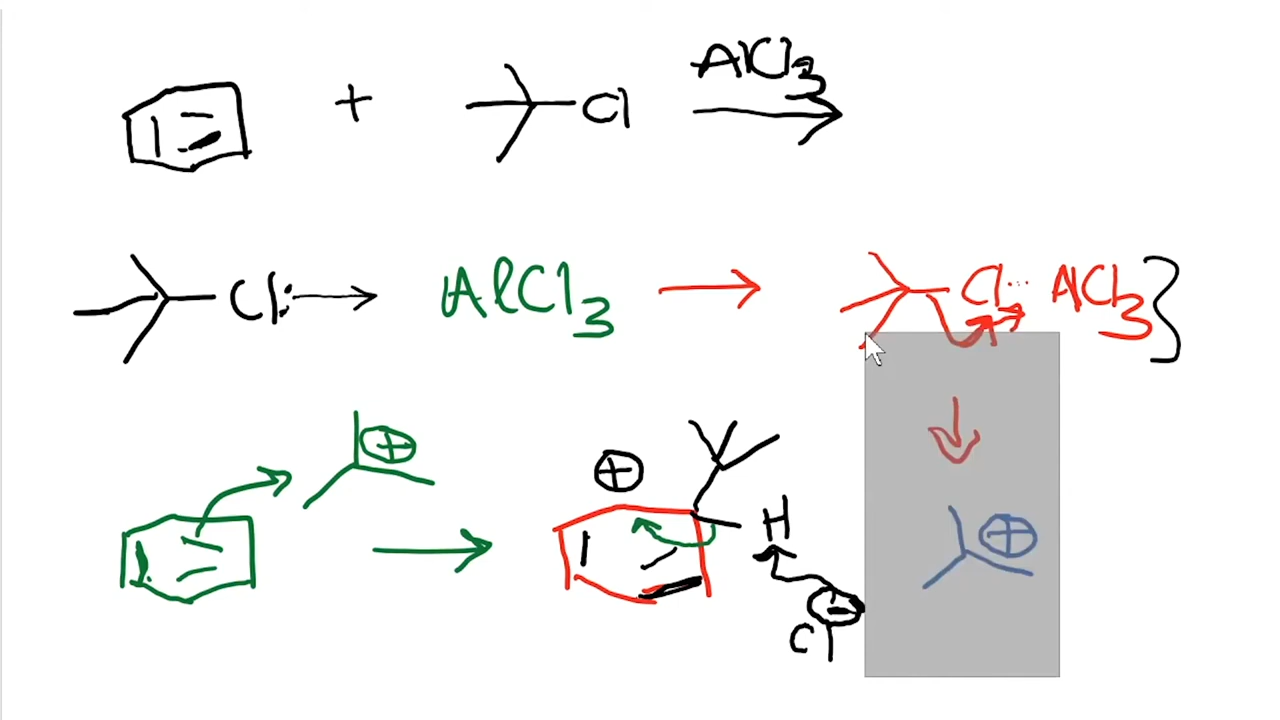 + Cl AlCl3
Cl: AlCl3 Cl··· AlCl3
⊕ ⊕ H ⊕
⊖
Cl